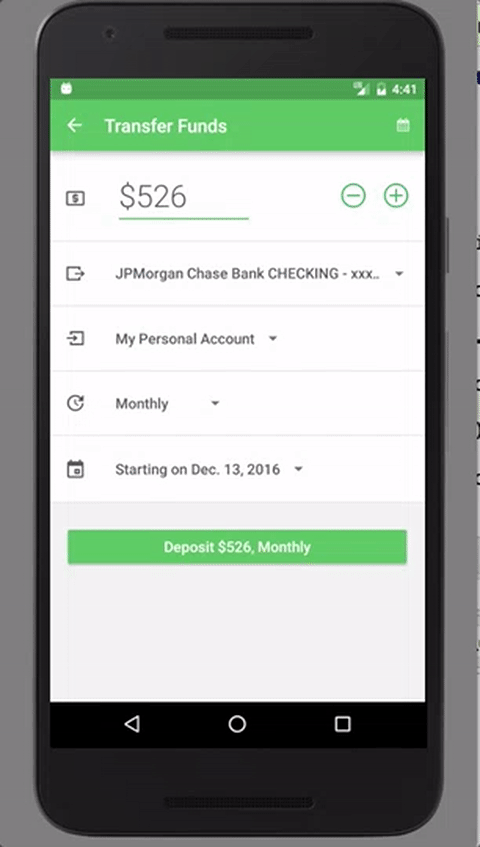 4:41
Transfer Funds
$526
JPMorgan Chase Bank CHECKING - xxx..
My Personal Account
Monthly
Starting on Dec. 13, 2016
Deposit $526, Monthly